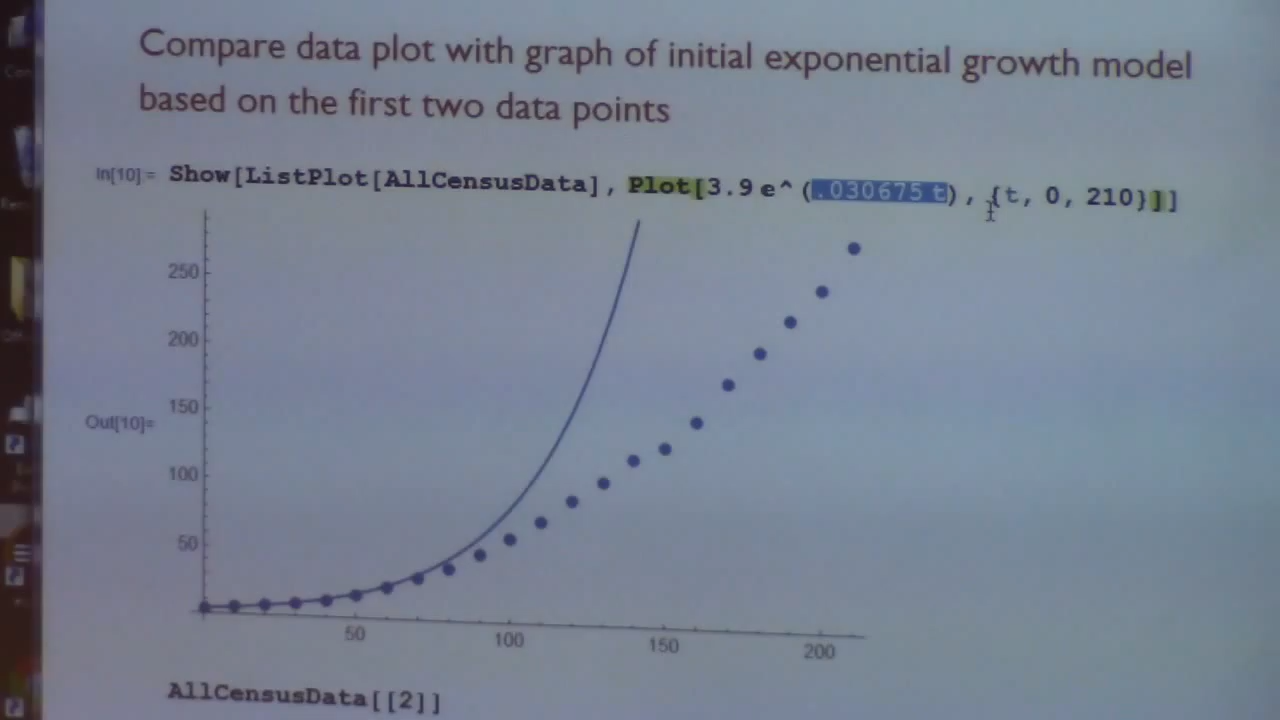 Compare data plot with graph of initial exponential growth model
based on the first two data points
In[10]:= Show[ListPlot[AllCensusData], Plot[3.9 e^(.030675 t), {t, 0, 210}]]
250
200
150
Out[10]=
100
50
50 100 150 200
AllCensusData[[2]]